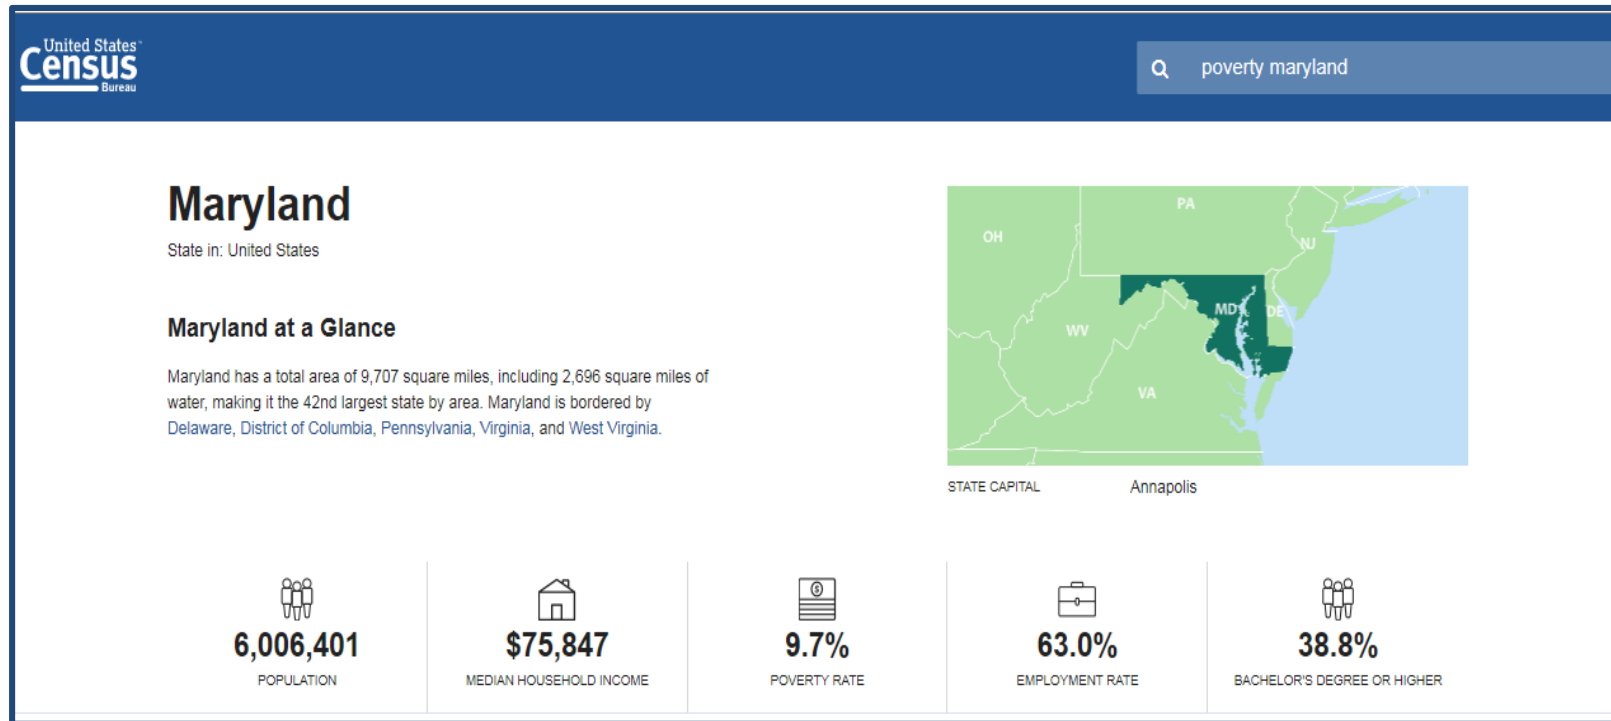 United States™
Census
Bureau
poverty maryland
Maryland
State in: United States
Maryland at a Glance
Maryland has a total area of 9,707 square miles, including 2,696 square miles of
water, making it the 42nd largest state by area. Maryland is bordered by
Delaware, District of Columbia, Pennsylvania, Virginia, and West Virginia.
PA
OH
NJ
MD
DE
WV
VA
STATE CAPITAL Annapolis
6,006,401
POPULATION
$75,847
MEDIAN HOUSEHOLD INCOME
9.7%
POVERTY RATE
63.0%
EMPLOYMENT RATE
38.8%
BACHELOR'S DEGREE OR HIGHER